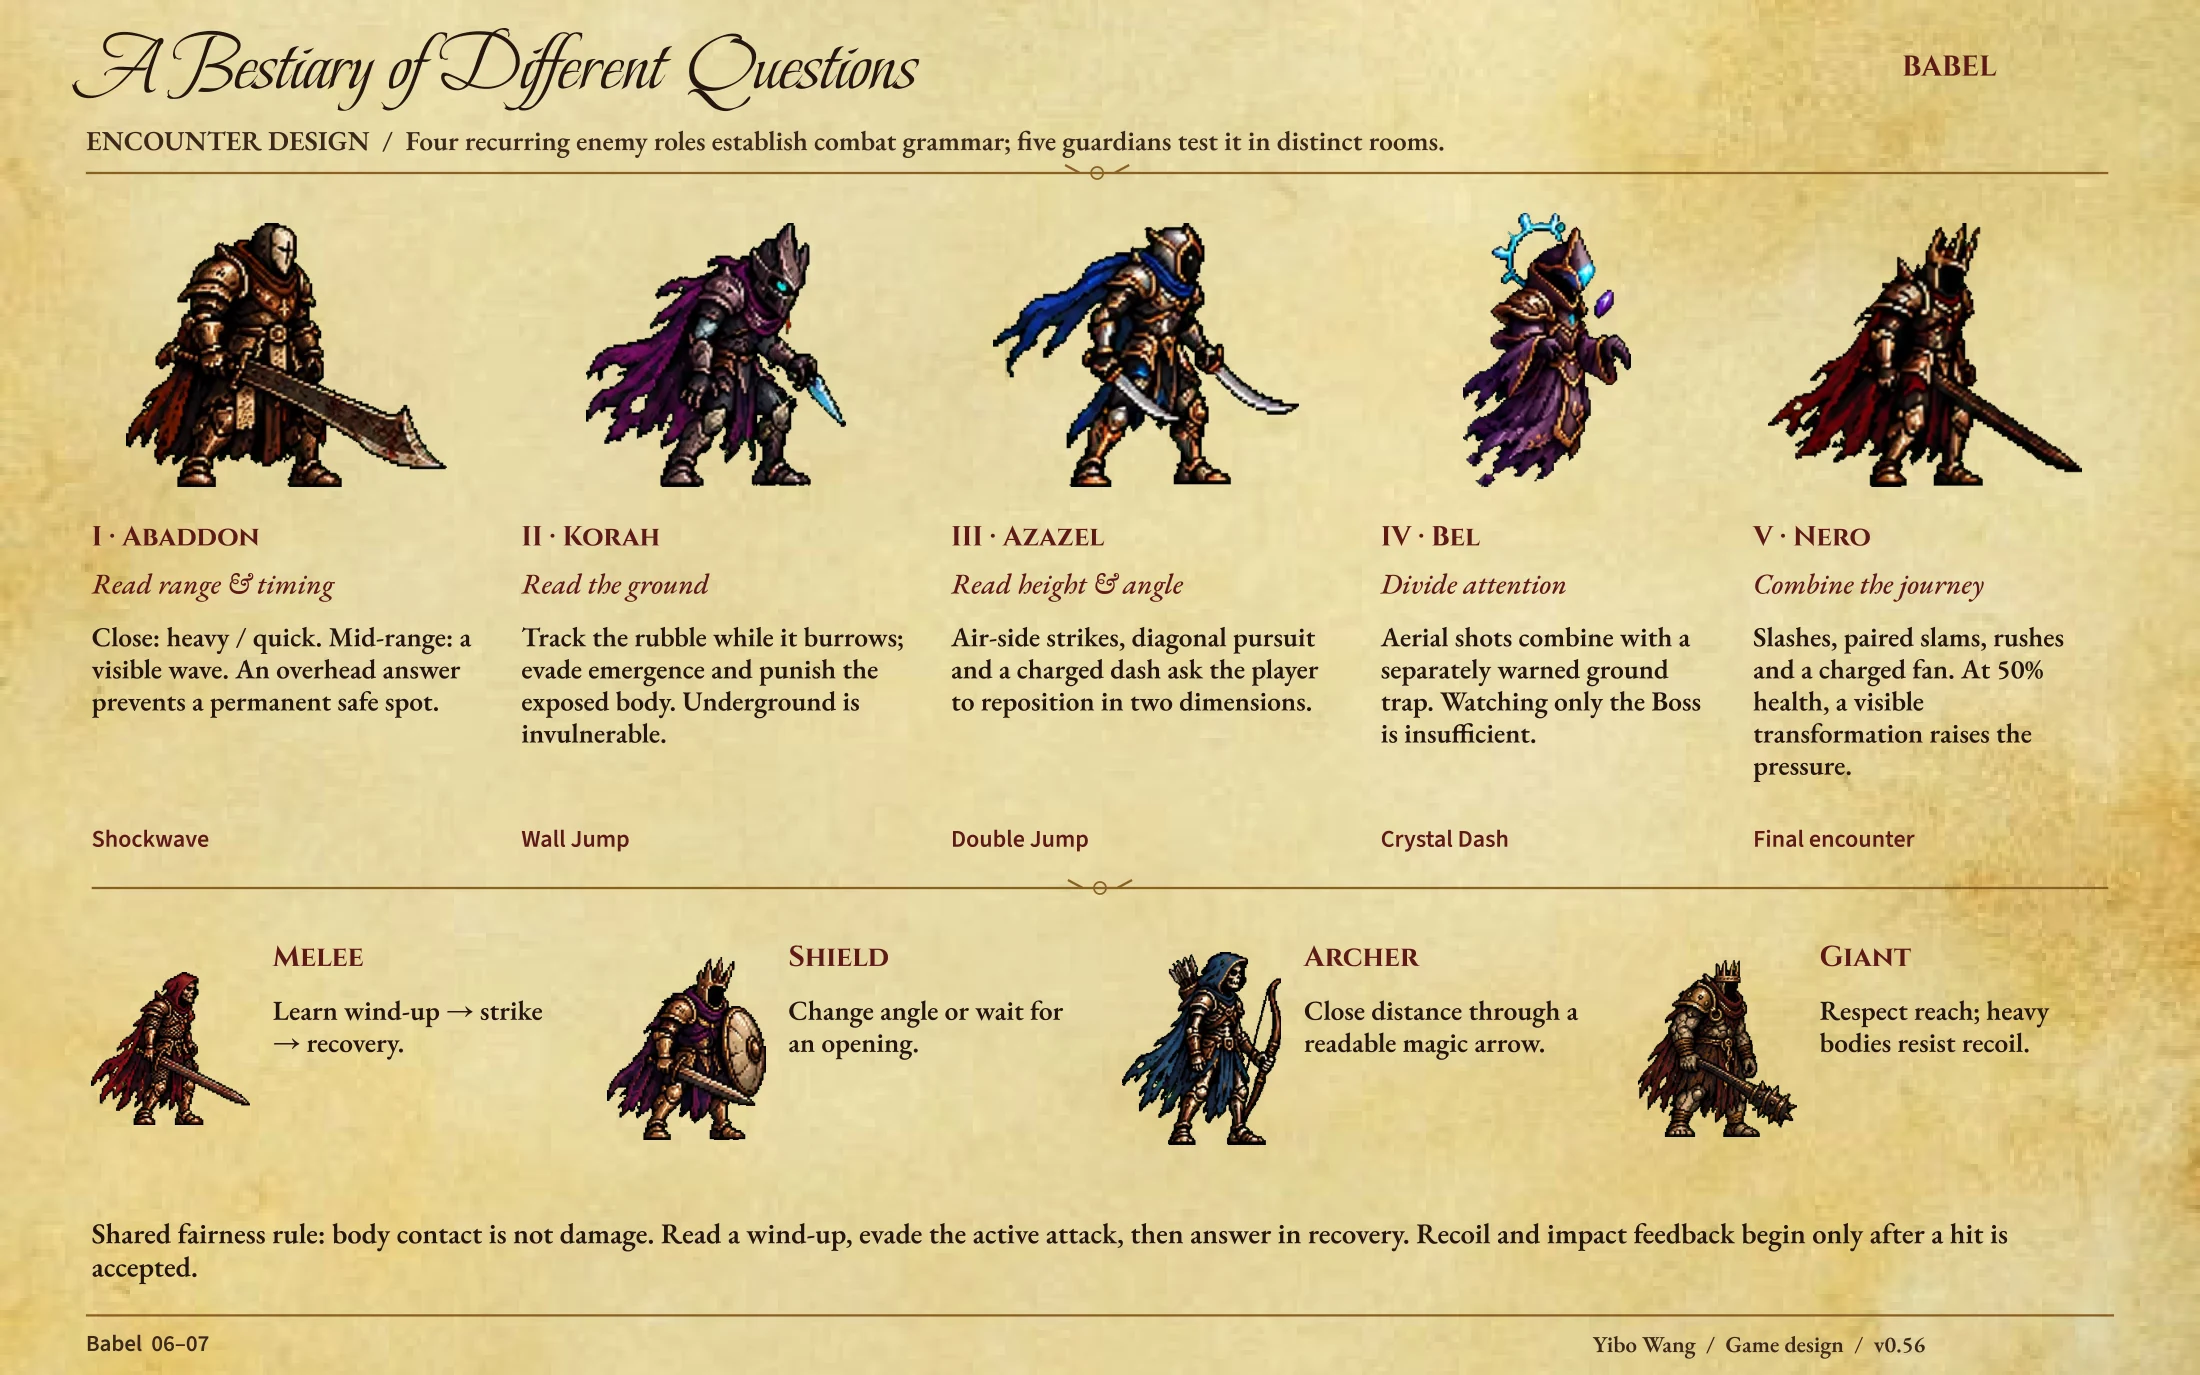 A Bestiary of Different Questions
BABEL
ENCOUNTER DESIGN / Four recurring enemy roles establish combat grammar; five guardians test it in distinct rooms.
I · ABADDON
Read range & timing
Close: heavy / quick. Mid-range: a
visible wave. An overhead answer
prevents a permanent safe spot.
Shockwave
II · KORAH
Read the ground
Track the rubble while it burrows;
evade emergence and punish the
exposed body. Underground is
invulnerable.
Wall Jump
III · AZAZEL
Read height & angle
Air-side strikes, diagonal pursuit
and a charged dash ask the player
to reposition in two dimensions.
Double Jump
IV · BEL
Divide attention
Aerial shots combine with a
separately warned ground
trap. Watching only the Boss
is insufficient.
Crystal Dash
V · NERO
Combine the journey
Slashes, paired slams, rushes
and a charged fan. At 50%
health, a visible
transformation raises the
pressure.
Final encounter
MELEE
Learn wind-up → strike
→ recovery.
SHIELD
Change angle or wait for
an opening.
ARCHER
Close distance through a
readable magic arrow.
GIANT
Respect reach; heavy
bodies resist recoil.
Shared fairness rule: body contact is not damage. Read a wind-up, evade the active attack, then answer in recovery. Recoil and impact feedback begin only after a hit is
accepted.
Babel 06–07
Yibo Wang / Game design / v0.56